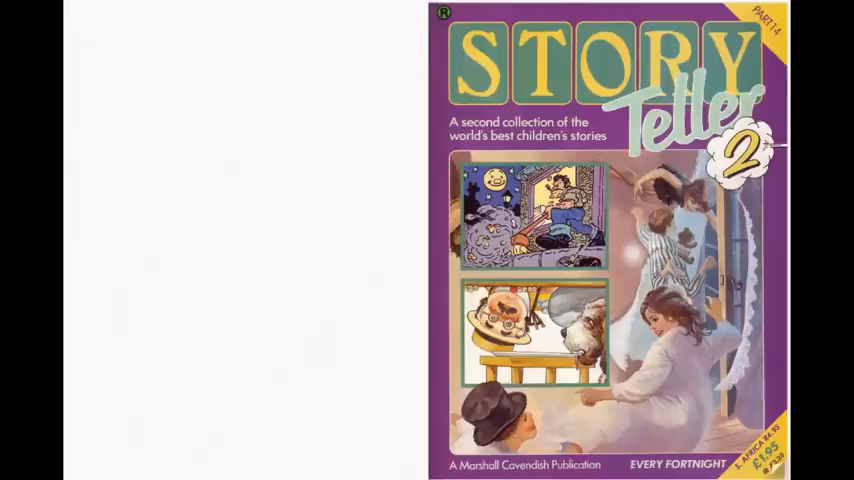 PART 14
STORY
Teller
2
A second collection of the
world's best children's stories
A Marshall Cavendish Publication
EVERY FORTNIGHT
S. AFRICA R4.95
£1.95